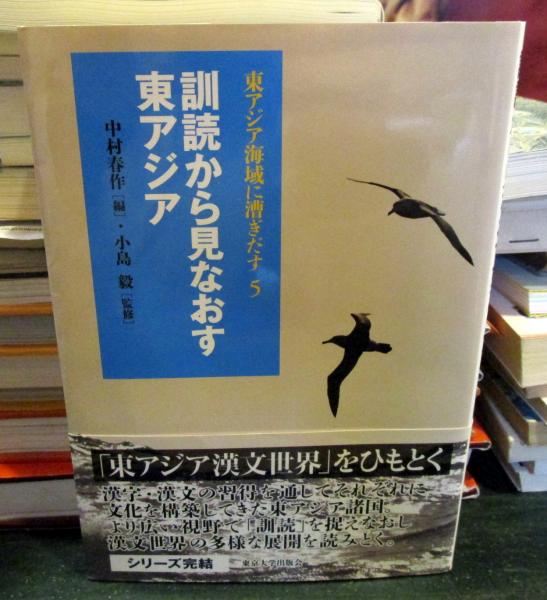 東アジア海域に漕ぎだす 5
訓読から見なおす
東アジア
中村春作［編］・小島 毅［監修］
「東アジア漢文世界」をひもとく
漢字・漢文の習得を通してそれぞれに
文化を構築してきた東アジア諸国。
より広い視野で「訓読」を捉えなおし
漢文世界の多様な展開を読みとく。
シリーズ完結
東京大学出版会